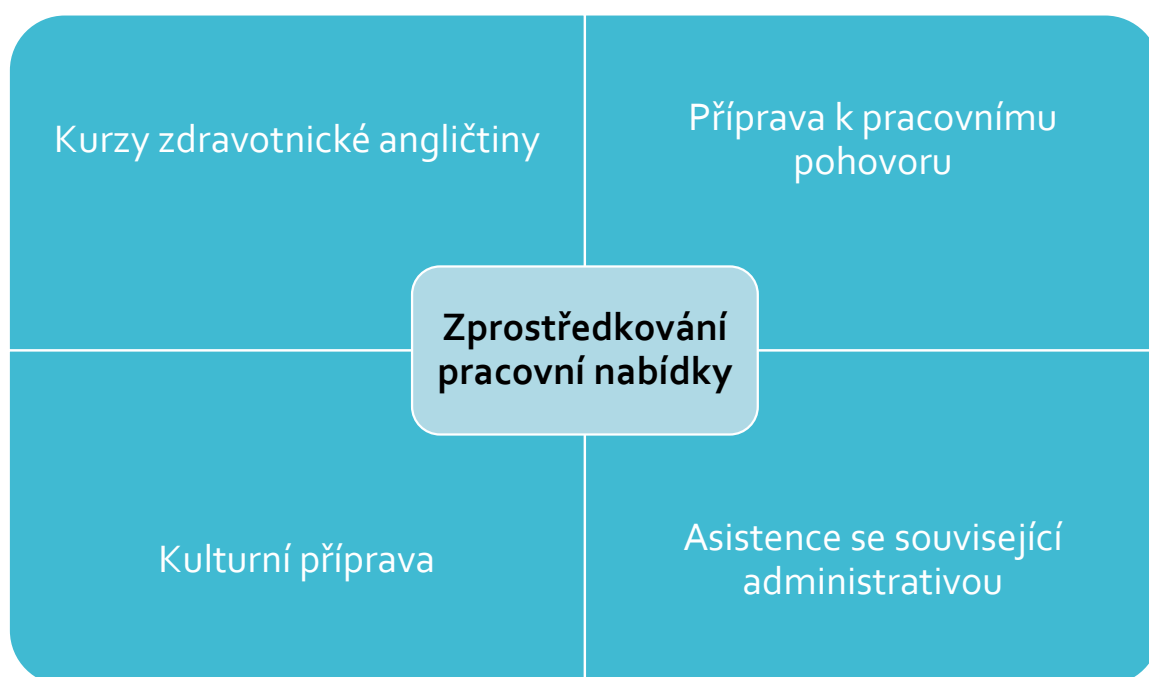 Kurzy zdravotnické angličtiny
Příprava k pracovnímu
pohovoru
Zprostředkování
pracovní nabídky
Kulturní příprava
Asistence se související
administrativou